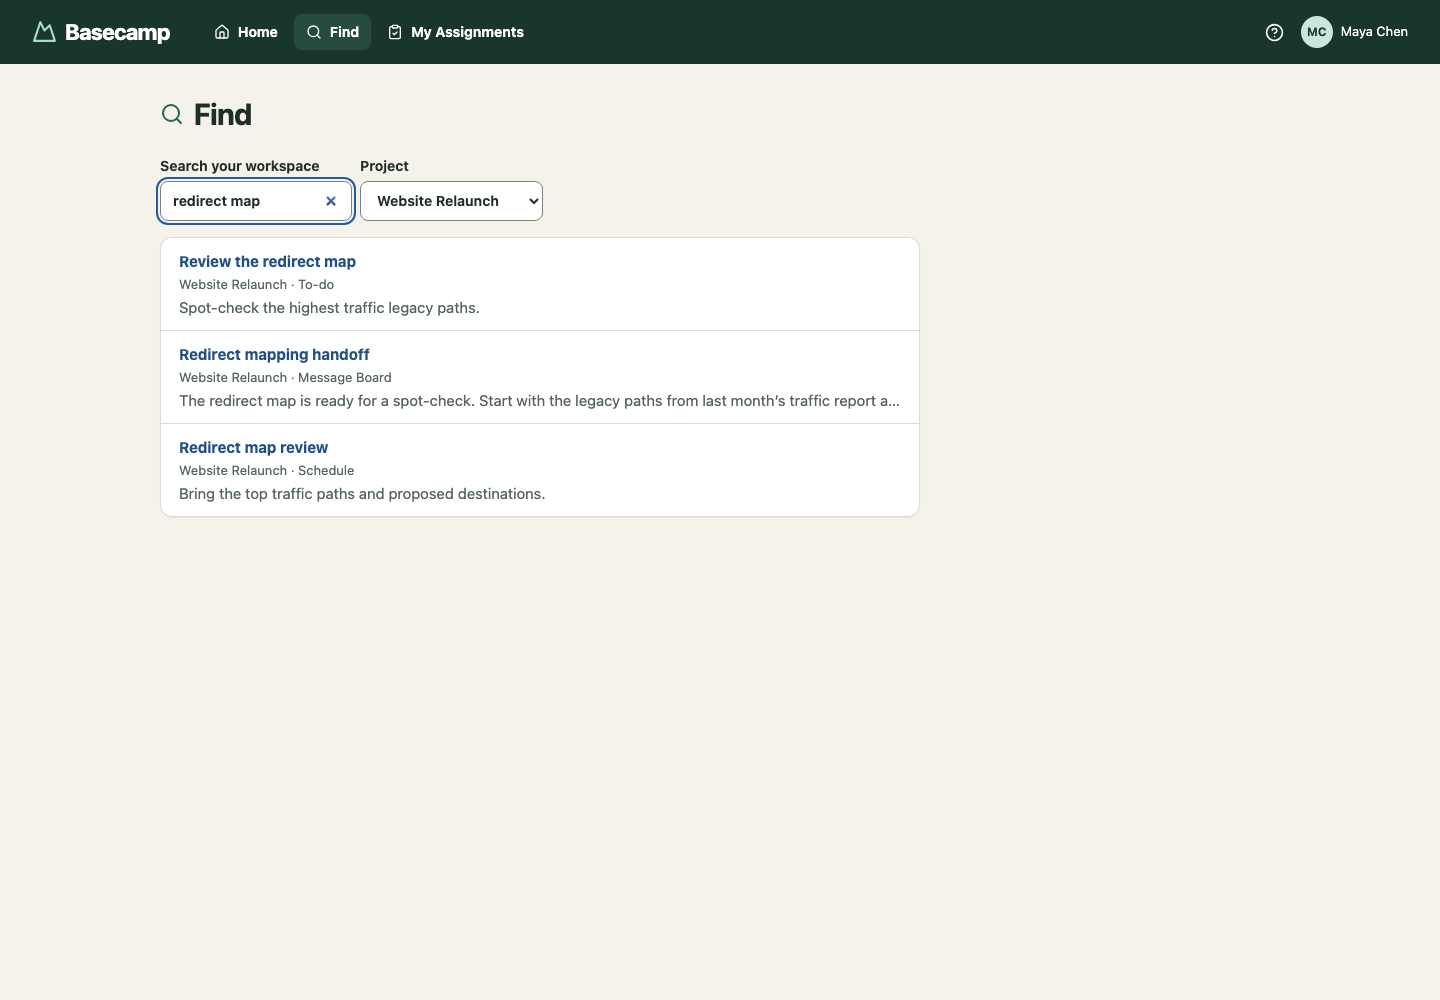 Basecamp
Home
Find
My Assignments
MC
Maya Chen
Find
Search your workspace
Project
redirect map
Website Relaunch
Review the redirect map
Website Relaunch · To-do
Spot-check the highest traffic legacy paths.
Redirect mapping handoff
Website Relaunch · Message Board
The redirect map is ready for a spot-check. Start with the legacy paths from last month’s traffic report a...
Redirect map review
Website Relaunch · Schedule
Bring the top traffic paths and proposed destinations.